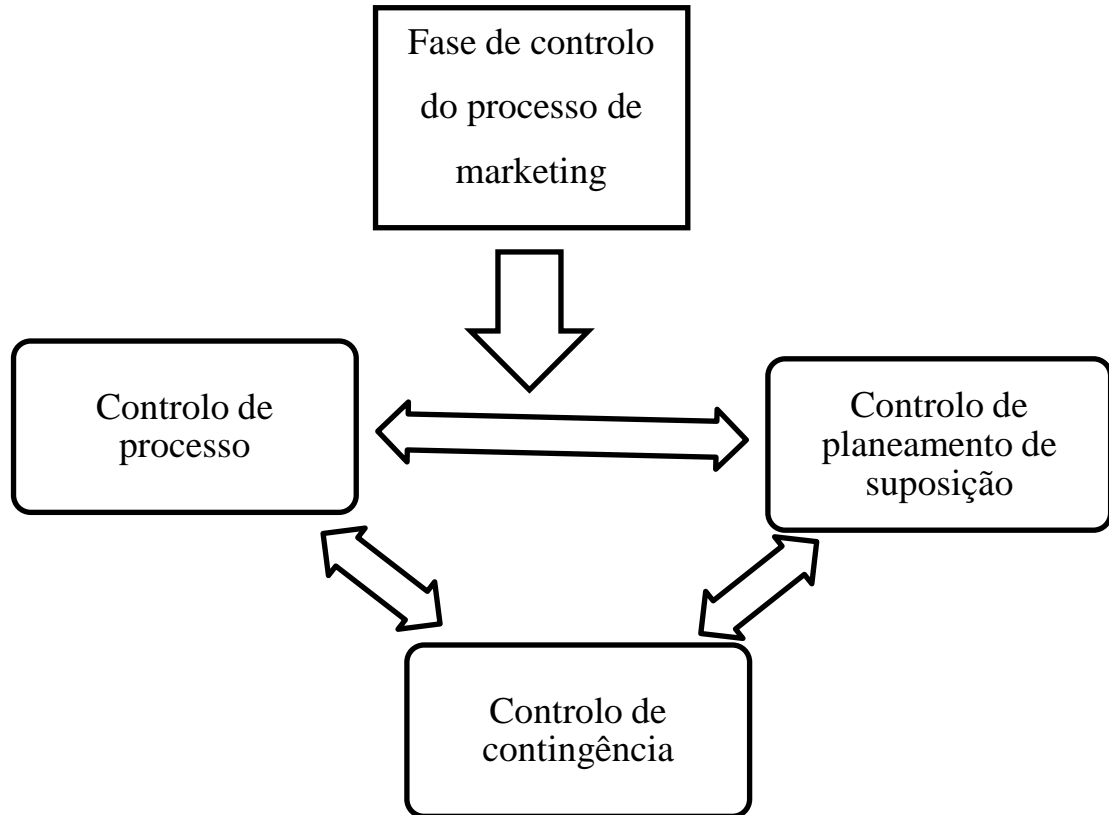 Fase de controlo
do processo de
marketing
Controlo de
processo
Controlo de
planeamento de
suposição
Controlo de
contingência